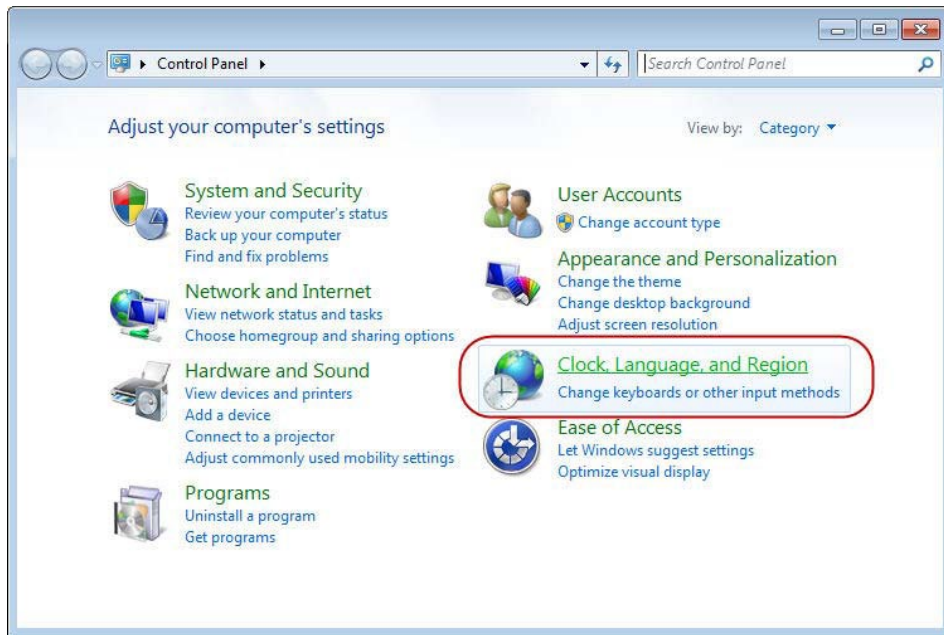 Control Panel
Search Control Panel
Adjust your computer's settings
View by: Category
System and Security
Review your computer's status
Back up your computer
Find and fix problems
Network and Internet
View network status and tasks
Choose homegroup and sharing options
Hardware and Sound
View devices and printers
Add a device
Connect to a projector
Adjust commonly used mobility settings
Programs
Uninstall a program
Get programs
User Accounts
Change account type
Appearance and Personalization
Change the theme
Change desktop background
Adjust screen resolution
Clock, Language, and Region
Change keyboards or other input methods
Ease of Access
Let Windows suggest settings
Optimize visual display